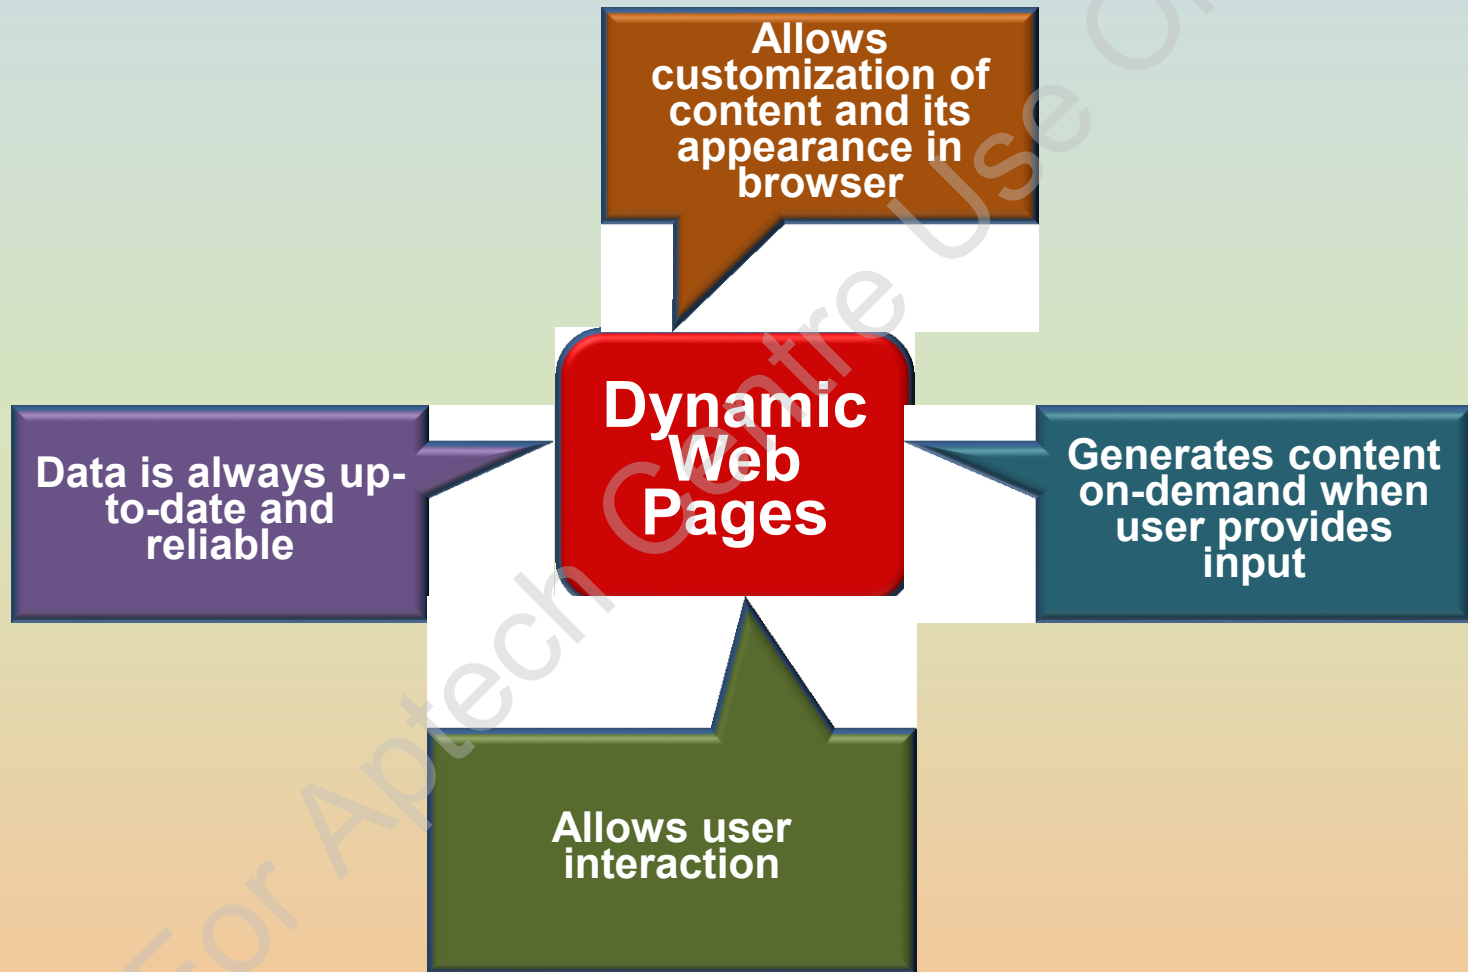 Allows
customization of
content and its
appearance in
browser
Dynamic
Web
Pages
Data is always up-
to-date and
reliable
Generates content
on-demand when
user provides
input
Allows user
interaction
For Aptech Centre Use